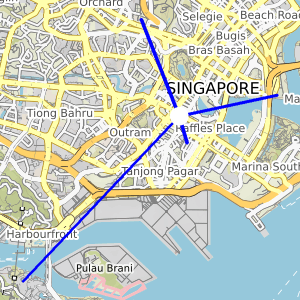 Orchard
Selegie
Beach Road
Bugis
Bras Basah
SINGAPORE
Ma
Tiong Bahru
Outram
Raffles Place
Tanjong Pagar
Marina South
Harbourfront
Pulau Brani